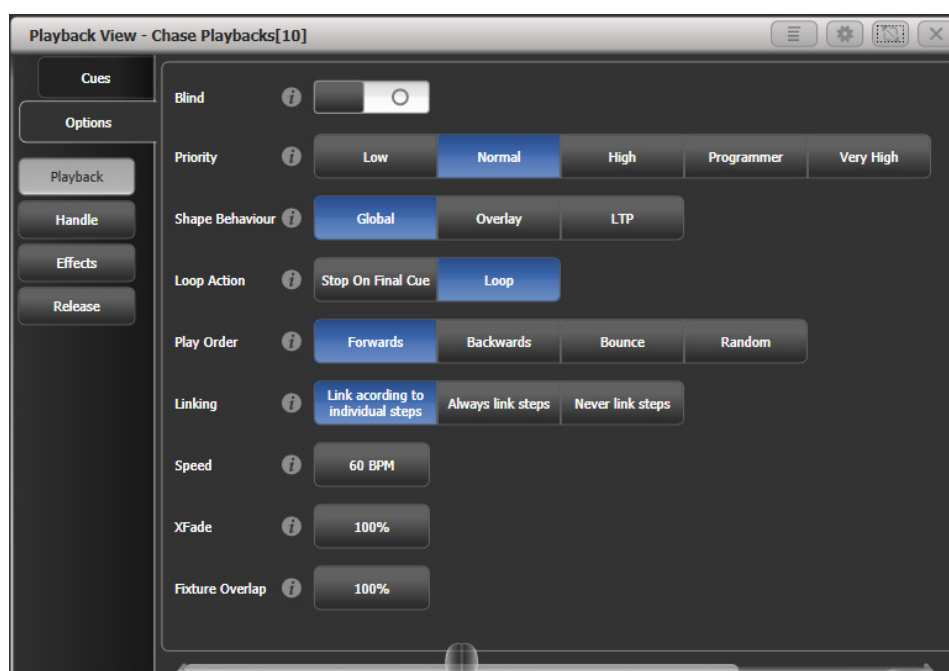 Playback View - Chase Playbacks[10]
Cues
Options
Playback
Handle
Effects
Release
Blind
Priority
Low
Normal
High
Programmer
Very High
Shape Behaviour
Global
Overlay
LTP
Loop Action
Stop On Final Cue
Loop
Play Order
Forwards
Backwards
Bounce
Random
Linking
Link acording to
individual steps
Always link steps
Never link steps
Speed
60 BPM
XFade
100%
Fixture Overlap
100%